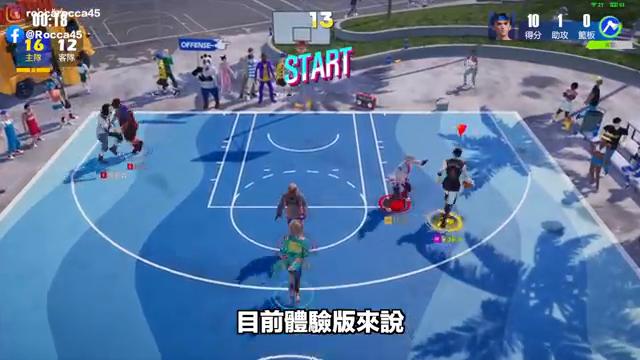 roccarocca45
00:18
@Rocca45
16 12
主隊 客隊
13
OFFENSE
START
10 1 0
得分 助攻 籃板
目前體驗版來說